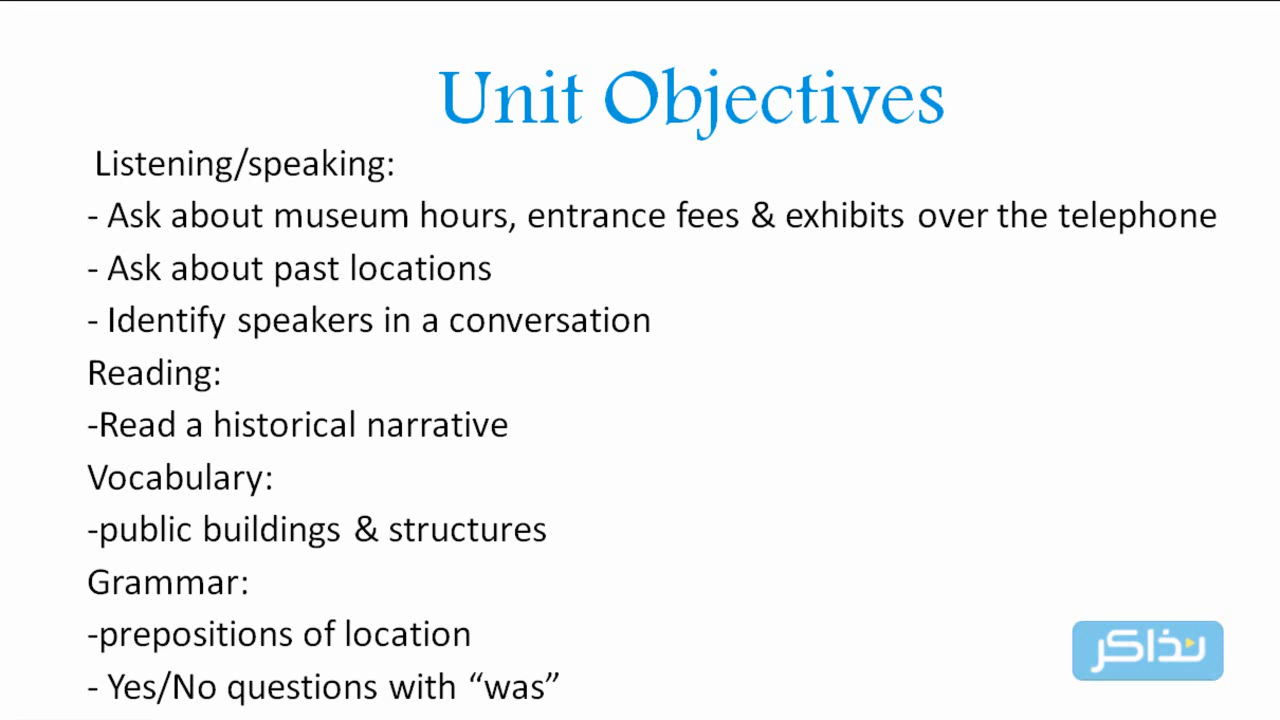 Unit Objectives
Listening/speaking:
- Ask about museum hours, entrance fees & exhibits over the telephone
- Ask about past locations
- Identify speakers in a conversation
Reading:
-Read a historical narrative
Vocabulary:
-public buildings & structures
Grammar:
-prepositions of location
- Yes/No questions with “was”
نذاكر